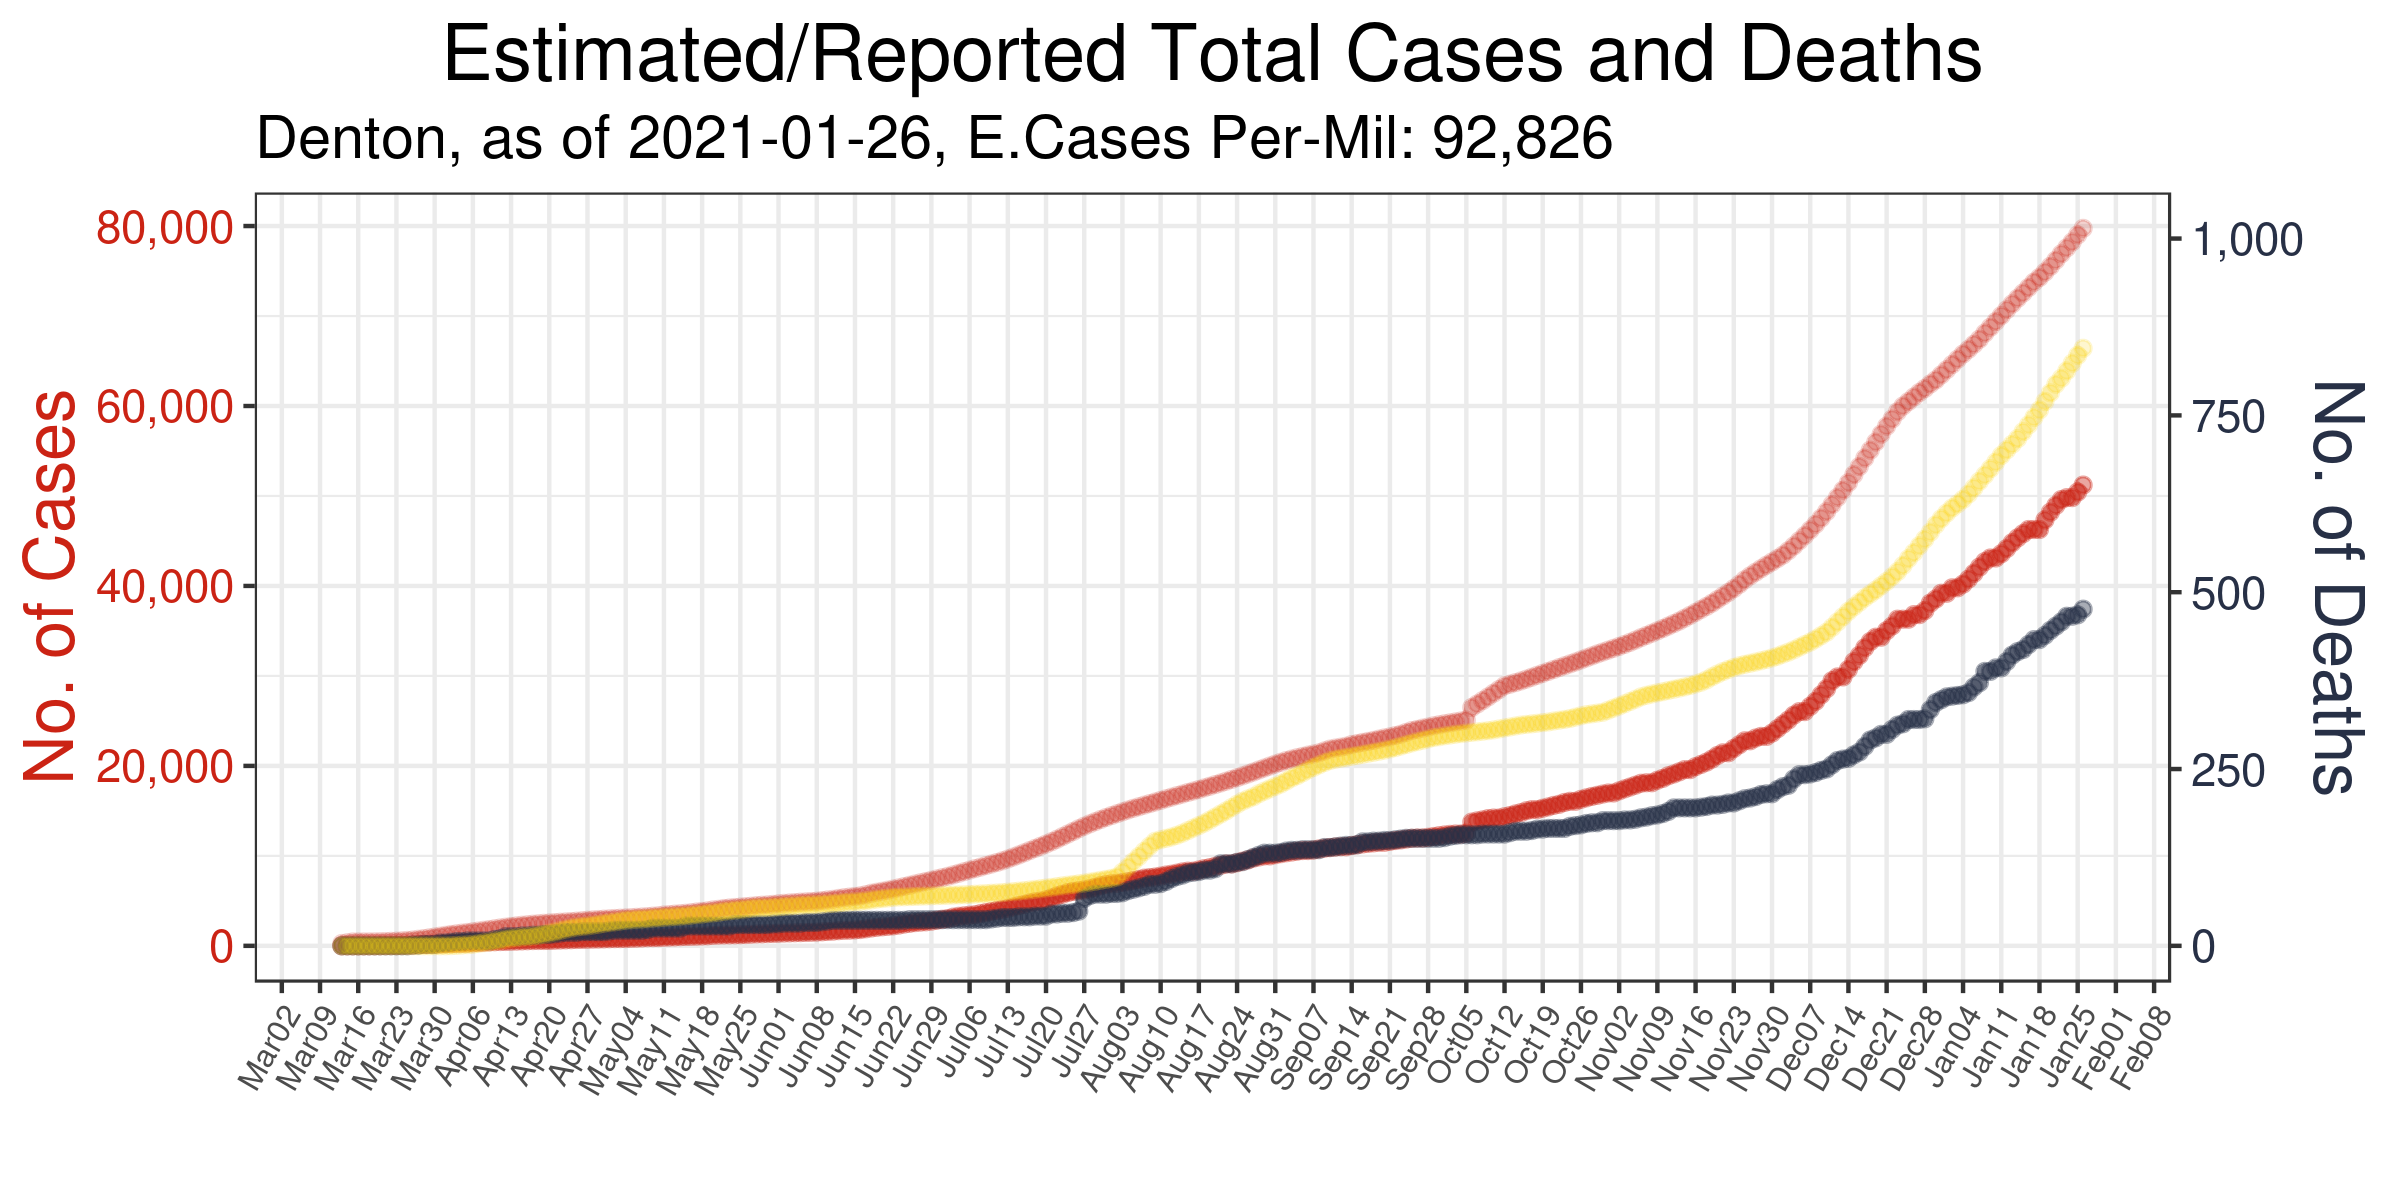 Estimated/Reported Total Cases and Deaths
Denton, as of 2021-01-26, E.Cases Per-Mil: 92,826
No. of Cases
80,000
60,000
40,000
20,000
0
1,000
750
500
250
0
No. of Deaths
Mar02
Mar09
Mar16
Mar23
Mar30
Apr06
Apr13
Apr20
Apr27
May04
May11
May18
May25
Jun01
Jun08
Jun15
Jun22
Jun29
Jul06
Jul13
Jul20
Jul27
Aug03
Aug10
Aug17
Aug24
Aug31
Sep07
Sep14
Sep21
Sep28
Oct05
Oct12
Oct19
Oct26
Nov02
Nov09
Nov16
Nov23
Nov30
Dec07
Dec14
Dec21
Dec28
Jan04
Jan11
Jan18
Jan25
Feb01
Feb08